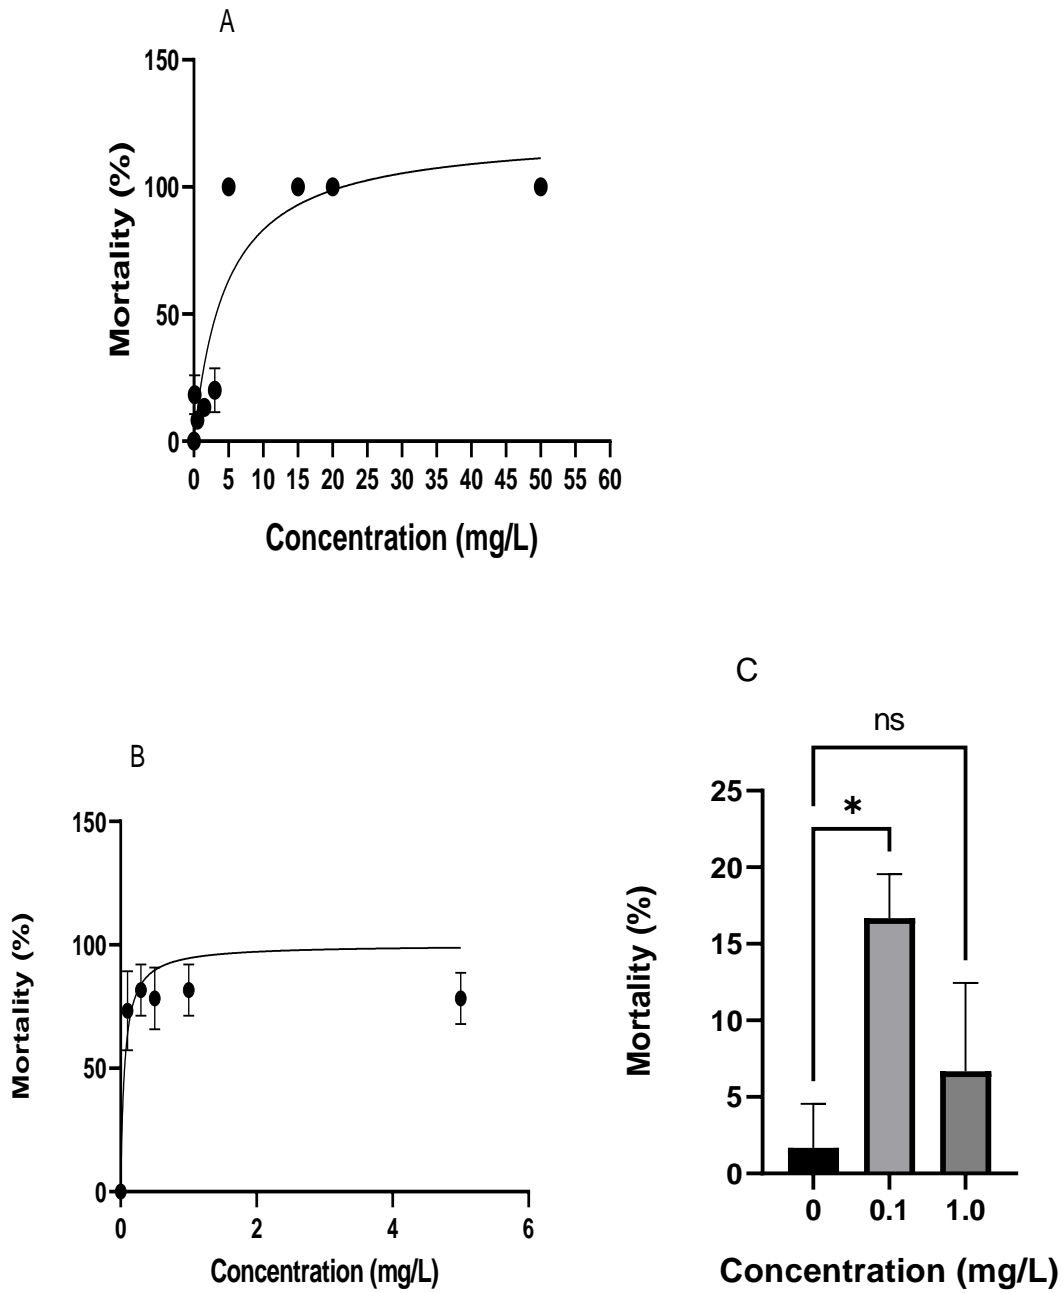 A
150
100
50
0
Mortality (%)
0 5 10 15 20 25 30 35 40 45 50 55 60
Concentration (mg/L)
B
150
100
50
0
Mortality (%)
0 2 4 6
Concentration (mg/L)
C
ns
*
25
20
15
10
5
0
Mortality (%)
0 0.1 1.0
Concentration (mg/L)